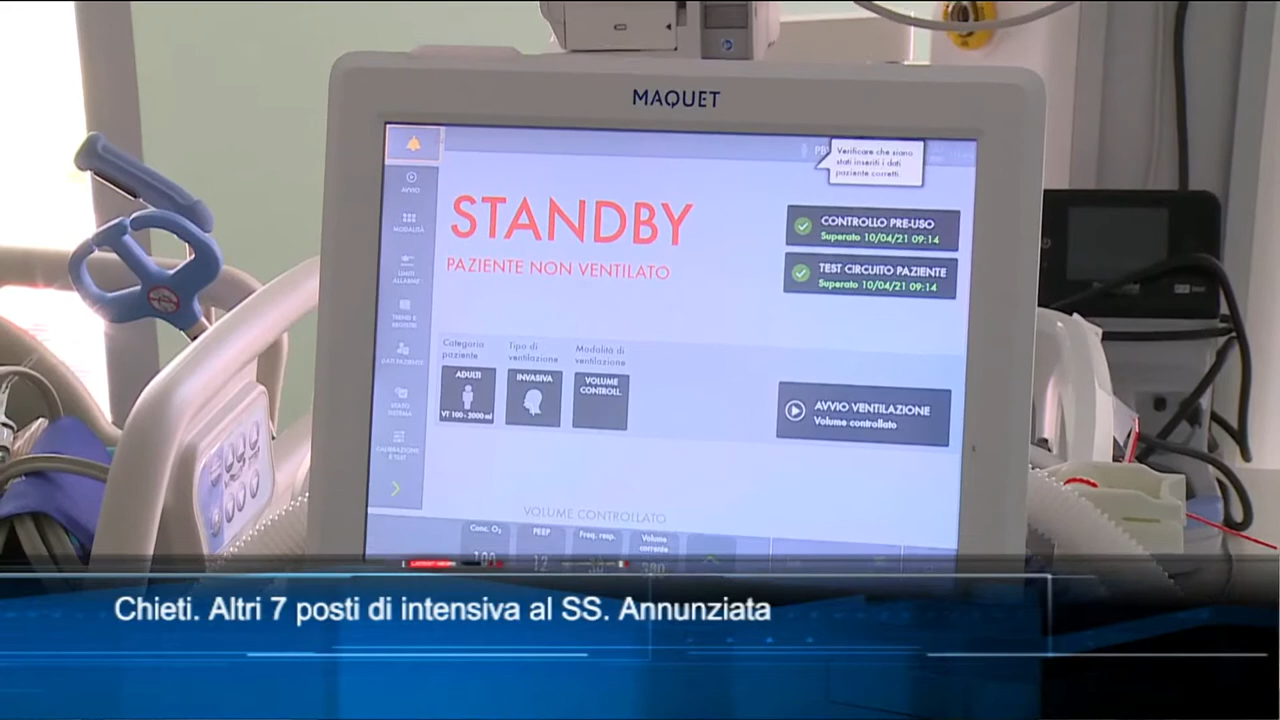 MAQUET
Verificare che siano
stati inseriti i dati
paziente corretti.
AVVIO
MODALITÀ
LIMITI
ALLARME
TREND E
REGISTRI
DATI PAZIENTE
STATO
SISTEMA
CALIBRAZIONE
E TEST
STANDBY
PAZIENTE NON VENTILATO
CONTROLLO PRE-USO
Superato 10/04/21 09:14
TEST CIRCUITO PAZIENTE
Superato 10/04/21 09:14
Categoria
paziente
Tipo di
ventilazione
Modalità di
ventilazione
ADULTI
VT 100 - 2000 ml
INVASIVA
VOLUME
CONTROLL.
AVVIO VENTILAZIONE
Volume controllato
VOLUME CONTROLLATO
Conc. O₂
PEEP
Freq. resp.
Volume
corrente
100
12
Chieti. Altri 7 posti di intensiva al SS. Annunziata